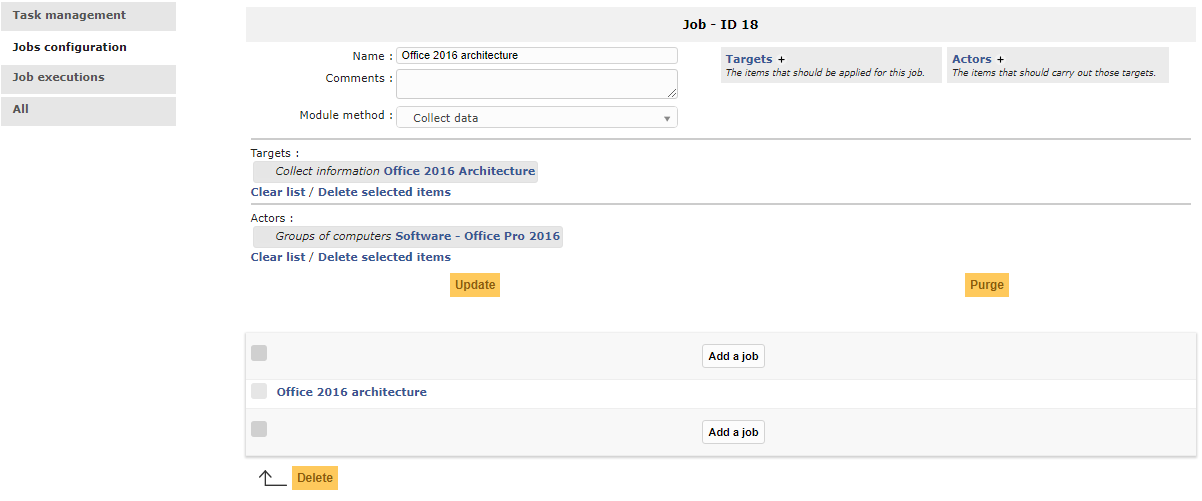 Task management
Jobs configuration
Job executions
All
Job - ID 18
Name : Office 2016 architecture
Comments :
Module method : Collect data
Targets +
The items that should be applied for this job.
Actors +
The items that should carry out those targets.
Targets :
Collect information Office 2016 Architecture
Clear list / Delete selected items
Actors :
Groups of computers Software - Office Pro 2016
Clear list / Delete selected items
Update Purge
Add a job
Office 2016 architecture
Add a job
Delete